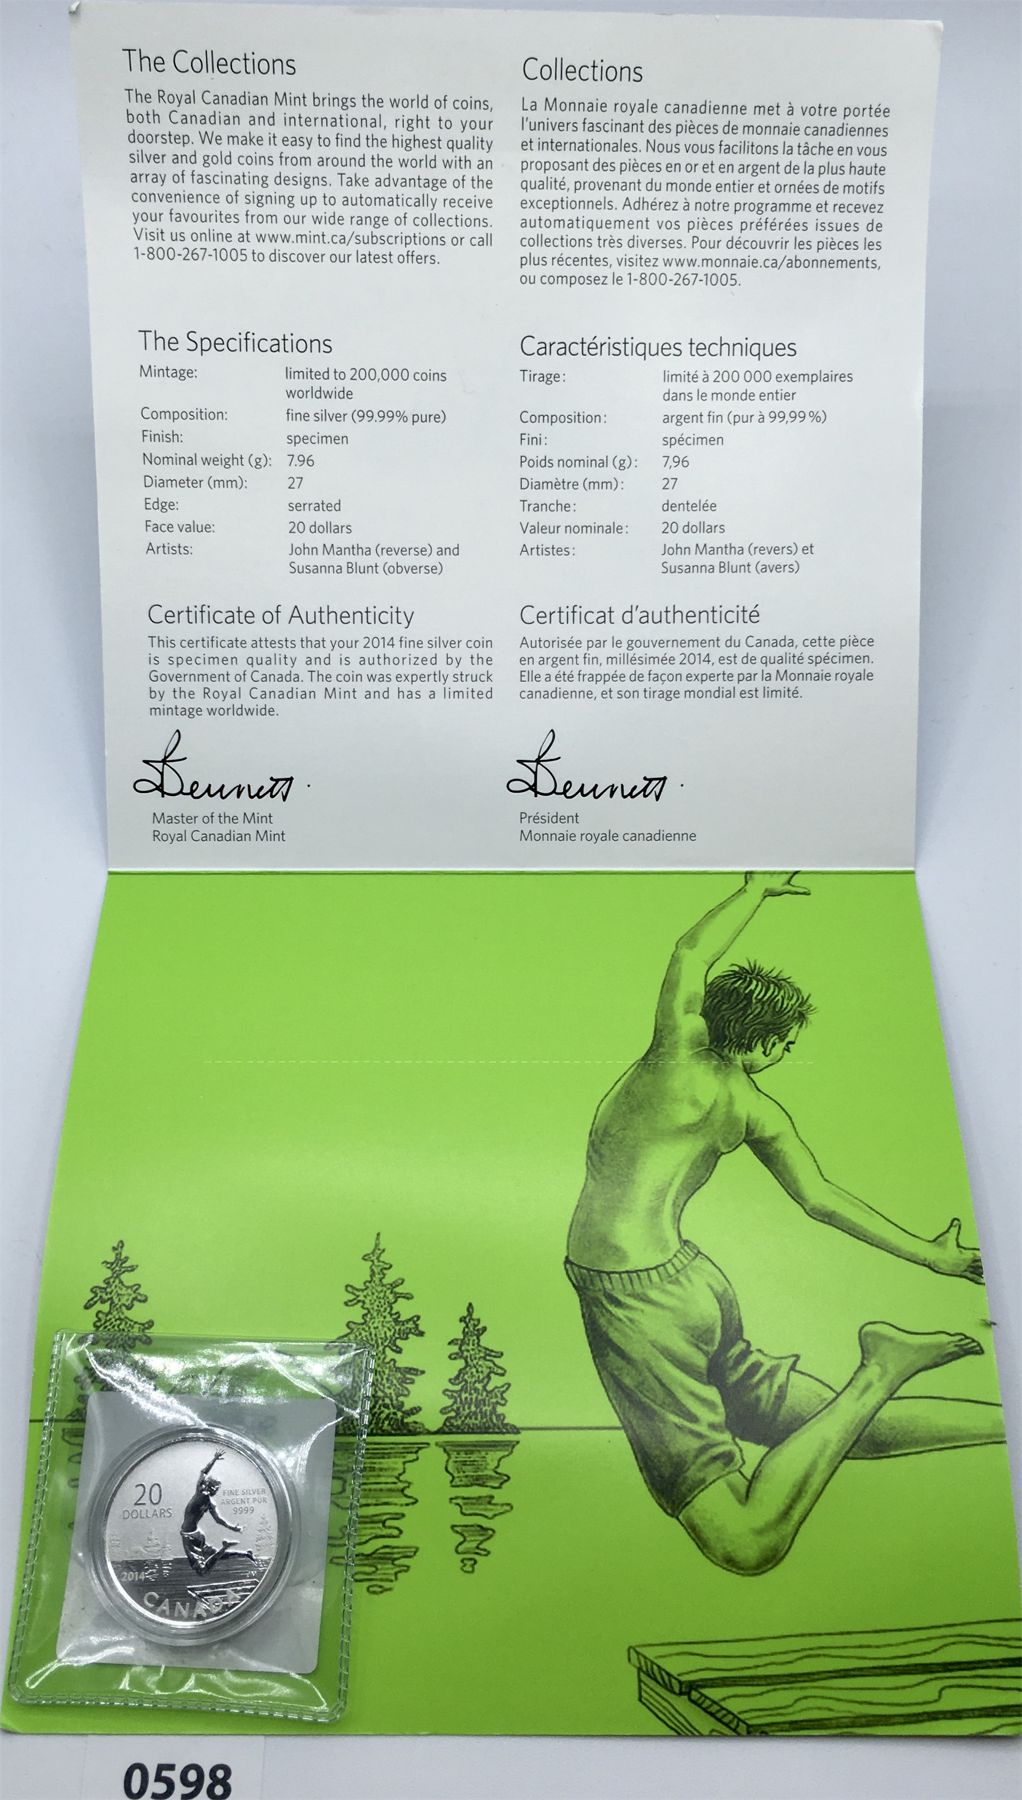 The Collections
The Royal Canadian Mint brings the world of coins,
both Canadian and international, right to your
doorstep. We make it easy to find the highest quality
silver and gold coins from around the world with an
array of fascinating designs. Take advantage of the
convenience of signing up to automatically receive
your favourites from our wide range of collections.
Visit us online at www.mint.ca/subscriptions or call
1-800-267-1005 to discover our latest offers.
Collections
La Monnaie royale canadienne met à votre portée
l'univers fascinant des pièces de monnaie canadiennes
et internationales. Nous vous facilitons la tâche en vous
proposant des pièces en or et en argent de la plus haute
qualité, provenant du monde entier et ornées de motifs
exceptionnels. Adhérez à notre programme et recevez
automatiquement vos pièces préférées issues de
collections très diverses. Pour découvrir les pièces les
plus récentes, visitez www.monnaie.ca/abonnements,
ou composez le 1-800-267-1005.
The Specifications
Mintage: limited to 200,000 coins
worldwide
Composition: fine silver (99.99% pure)
Finish: specimen
Nominal weight (g): 7.96
Diameter (mm): 27
Edge: serrated
Face value: 20 dollars
Artists: John Mantha (reverse) and
Susanna Blunt (obverse)
Caractéristiques techniques
Tirage: limité à 200 000 exemplaires
dans le monde entier
Composition: argent fin (pur à 99,99 %)
Fini: spécimen
Poids nominal (g): 7,96
Diamètre (mm): 27
Tranche: dentelée
Valeur nominale: 20 dollars
Artistes: John Mantha (revers) et
Susanna Blunt (avers)
Certificate of Authenticity
This certificate attests that your 2014 fine silver coin
is specimen quality and is authorized by the
Government of Canada. The coin was expertly struck
by the Royal Canadian Mint and has a limited
mintage worldwide.
Bennett
Master of the Mint
Royal Canadian Mint
Certificat d'authenticité
Autorisée par le gouvernement du Canada, cette pièce
en argent fin, millésimée 2014, est de qualité spécimen.
Elle a été frappée de façon experte par la Monnaie royale
canadienne, et son tirage mondial est limité.
Bennett
Président
Monnaie royale canadienne
20
DOLLARS
FINE SILVER
ARGENT PUR
9999
2014
CANADA
0598